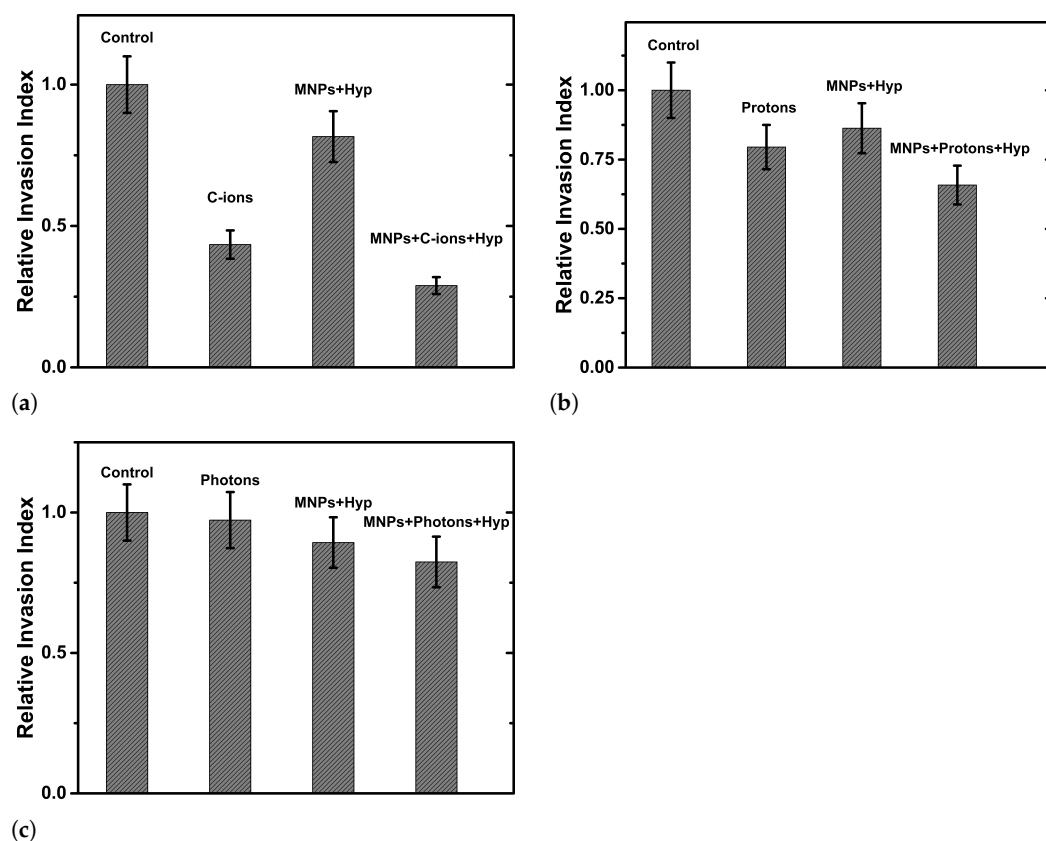 Relative Invasion Index
1.0
0.5
0.0
Control
C-ions
MNPs+Hyp
MNPs+C-ions+Hyp
(a)
Relative Invasion Index
1.00
0.75
0.50
0.25
0.00
Control
Protons
MNPs+Hyp
MNPs+Protons+Hyp
(b)
Relative Invasion Index
1.0
0.5
0.0
Control
Photons
MNPs+Hyp
MNPs+Photons+Hyp
(c)